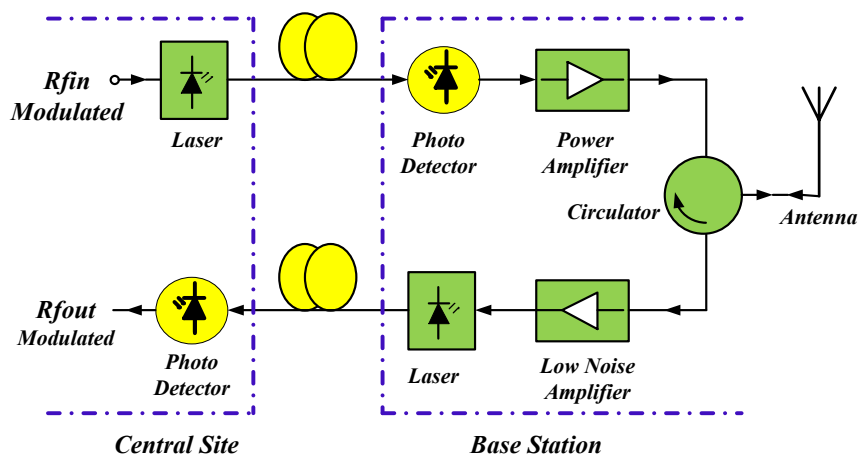 Rfin
Modulated
Laser
Photo
Detector
Power
Amplifier
Circulator
Antenna
Rfout
Modulated
Photo
Detector
Laser
Low Noise
Amplifier
Central Site
Base Station